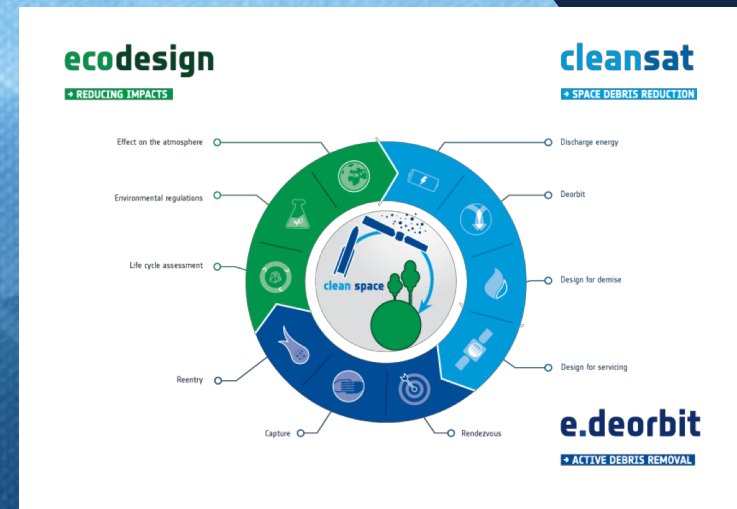 ecodesign
→ REDUCING IMPACTS
cleansat
→ SPACE DEBRIS REDUCTION
Effect on the atmosphere
Environmental regulations
Life cycle assessment
Discharge energy
Deorbit
Design for demise
Design for servicing
clean space
Reentry
Capture
Rendezvous
e.deorbit
→ ACTIVE DEBRIS REMOVAL